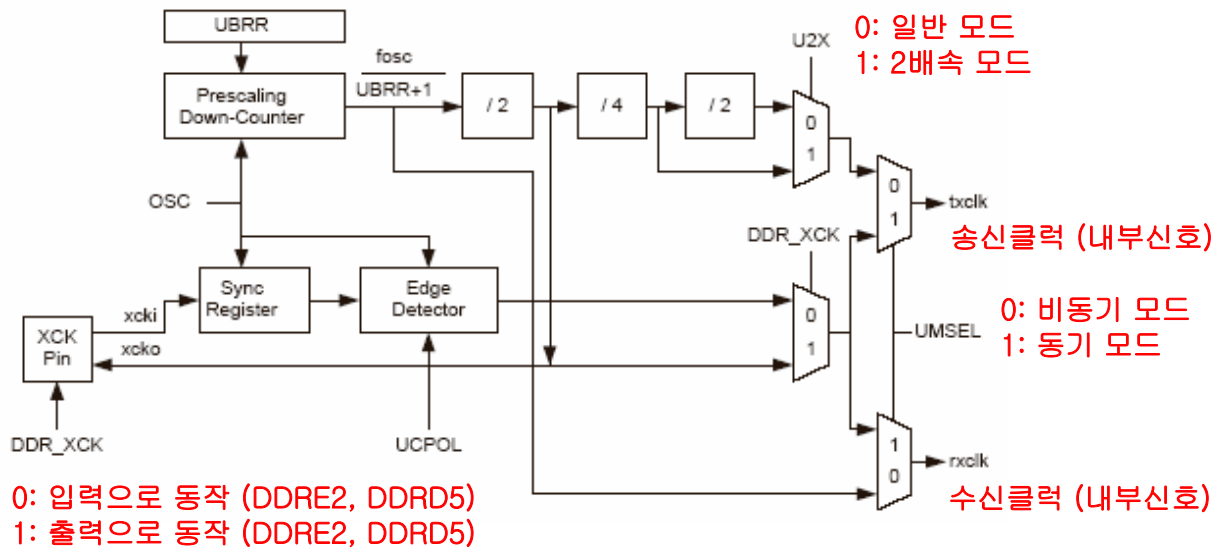 UBRR
fosc
UBRR+1
Prescaling
Down-Counter
/ 2
/ 4
/ 2
U2X
0
1
0: 일반 모드
1: 2배속 모드
OSC
0
1
txclk
송신클럭 (내부신호)
DDR_XCK
Sync
Register
Edge
Detector
0
1
UMSEL
0: 비동기 모드
1: 동기 모드
xcki
xcko
XCK
Pin
DDR_XCK
UCPOL
1
0
rxclk
수신클럭 (내부신호)
0: 입력으로 동작 (DDRE2, DDRD5)
1: 출력으로 동작 (DDRE2, DDRD5)